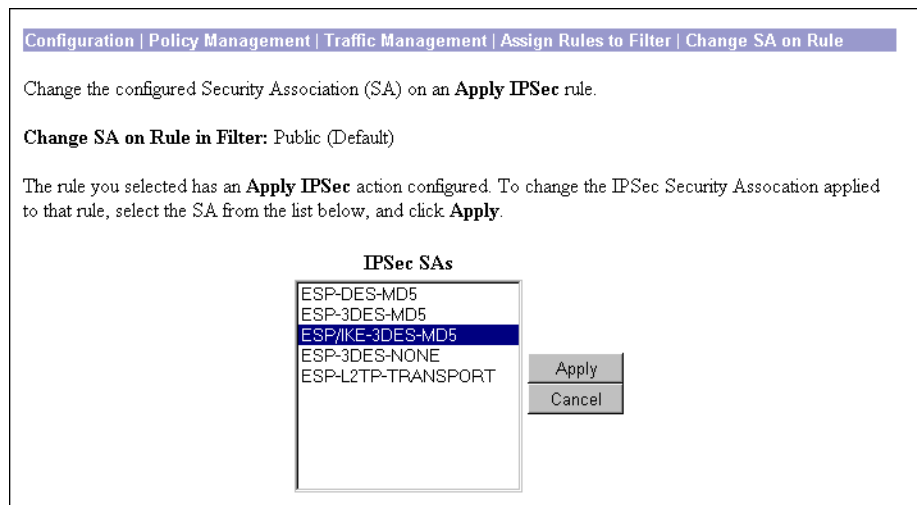 Configuration | Policy Management | Traffic Management | Assign Rules to Filter | Change SA on Rule
Change the configured Security Association (SA) on an Apply IPSec rule.
Change SA on Rule in Filter: Public (Default)
The rule you selected has an Apply IPSec action configured. To change the IPSec Security Assocation applied
to that rule, select the SA from the list below, and click Apply.
IPSec SAs
ESP-DES-MD5
ESP-3DES-MD5
ESP/IKE-3DES-MD5
ESP-3DES-NONE
ESP-L2TP-TRANSPORT
Apply
Cancel